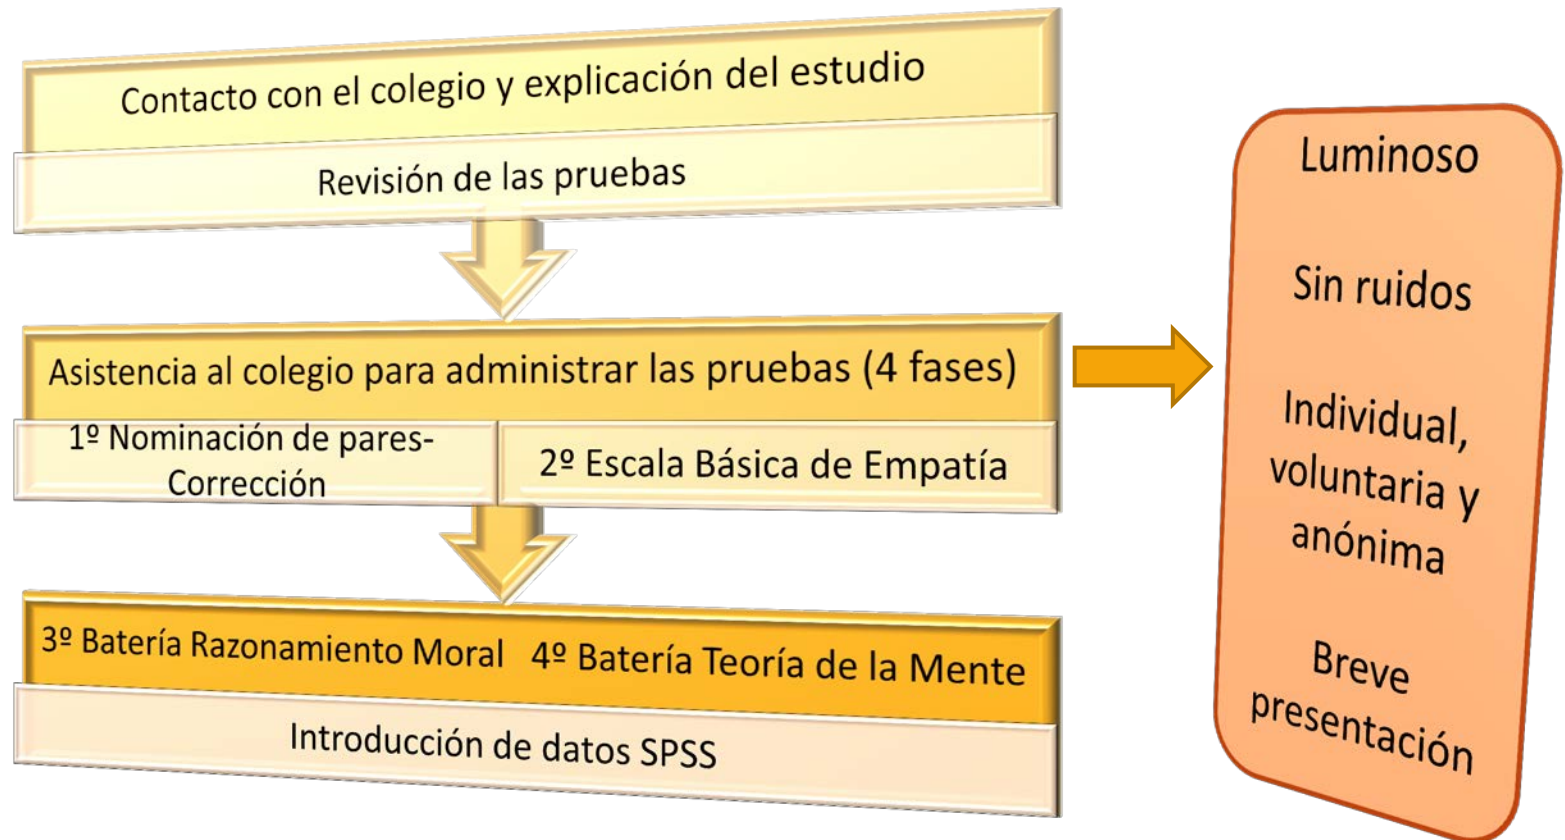 Contacto con el colegio y explicación del estudio
Revisión de las pruebas
Asistencia al colegio para administrar las pruebas (4 fases)
1º Nominación de pares-
Corrección
2º Escala Básica de Empatía
3º Batería Razonamiento Moral 4º Batería Teoría de la Mente
Introducción de datos SPSS
Luminoso
Sin ruidos
Individual,
voluntaria y
anónima
Breve
presentación